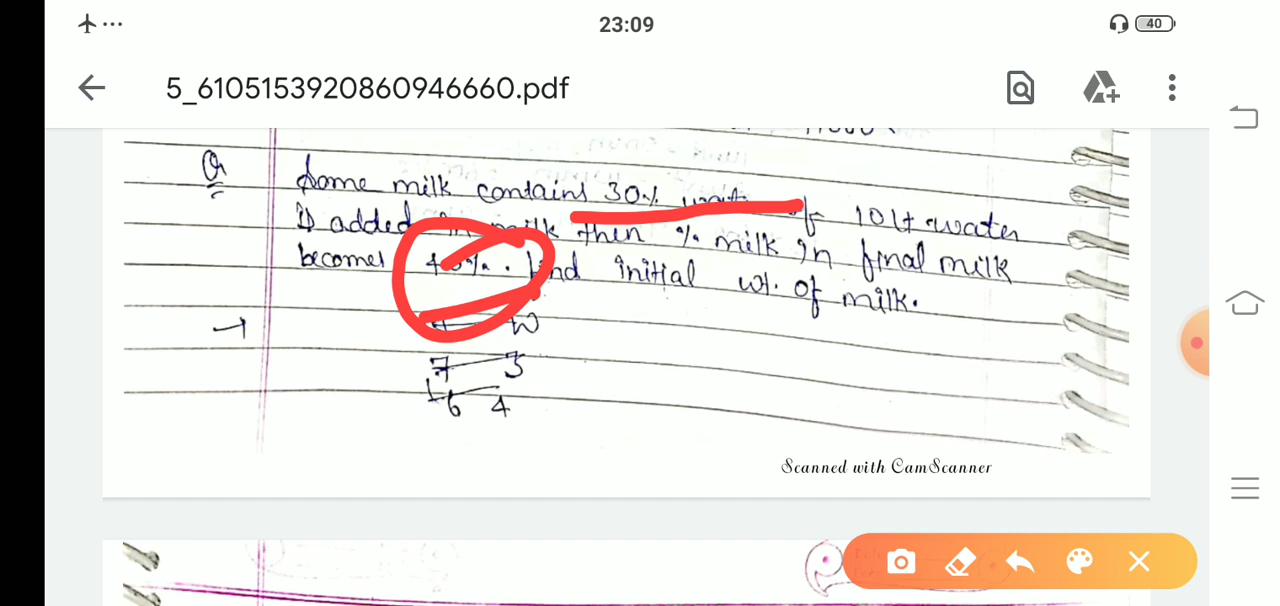 23:09
40
5_6105153920860946660.pdf
Q Some milk contains 30% of 10 lt water
is added milk then % milk in final milk
becomes find initial wt. of milk.
→ W
7 3
6 4
Scanned with CamScanner